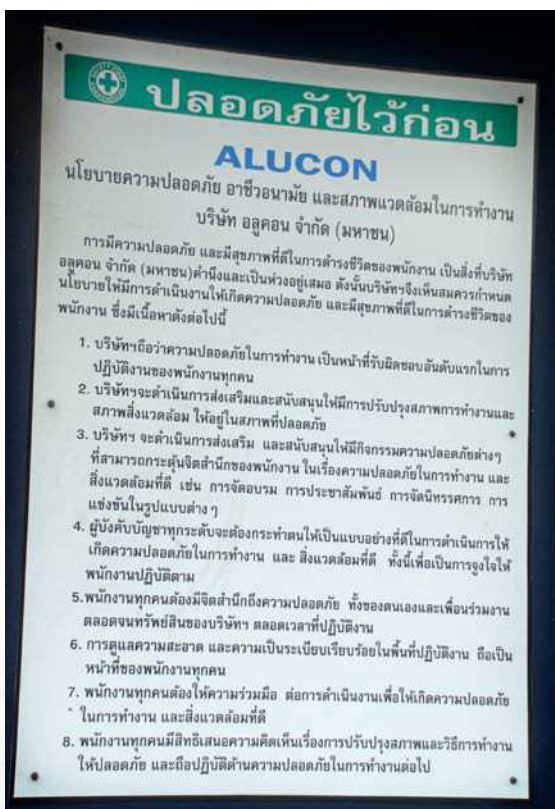 ปลอดภัยไว้ก่อน
ALUCON
นโยบายความปลอดภัย อาชีวอนามัย และสภาพแวดล้อมในการทำงาน
บริษัท อลูคอน จำกัด (มหาชน)
การมีความปลอดภัย และมีสุขภาพที่ดีในการดำรงชีวิตของพนักงาน เป็นสิ่งที่บริษัท
อลูคอน จำกัด (มหาชน)คำนึงและเป็นห่วงอยู่เสมอ ดังนั้นบริษัทฯจึงเห็นสมควรกำหนด
นโยบายให้มีการดำเนินงานให้เกิดความปลอดภัย และมีสุขภาพที่ดีในการดำรงชีวิตของ
พนักงาน ซึ่งมีเนื้อหาดังต่อไปนี้
1. บริษัทฯถือว่าความปลอดภัยในการทำงาน เป็นหน้าที่รับผิดชอบอันดับแรกในการ
ปฏิบัติงานของพนักงานทุกคน
2. บริษัทฯจะดำเนินการส่งเสริมและสนับสนุนให้มีการปรับปรุงสภาพการทำงานและ
สภาพสิ่งแวดล้อม ให้อยู่ในสภาพที่ปลอดภัย
3. บริษัทฯ จะดำเนินการส่งเสริม และสนับสนุนให้มีกิจกรรมความปลอดภัยต่างๆ
ที่สามารถกระตุ้นจิตสำนึกของพนักงาน ในเรื่องความปลอดภัยในการทำงาน และ
สิ่งแวดล้อมที่ดี เช่น การจัดอบรม การประชาสัมพันธ์ การจัดนิทรรศการ การ
แข่งขันในรูปแบบต่าง ๆ
4. ผู้บังคับบัญชาทุกระดับจะต้องกระทำตนให้เป็นแบบอย่างที่ดีในการดำเนินการให้
เกิดความปลอดภัยในการทำงาน และ สิ่งแวดล้อมที่ดี ทั้งนี้เพื่อเป็นการจูงใจให้
พนักงานปฏิบัติตาม
5.พนักงานทุกคนต้องมีจิตสำนึกถึงความปลอดภัย ทั้งของตนเองและเพื่อนร่วมงาน
ตลอดจนทรัพย์สินของบริษัทฯ ตลอดเวลาที่ปฏิบัติงาน
6. การดูแลความสะอาด และความเป็นระเบียบเรียบร้อยในพื้นที่ปฏิบัติงาน ถือเป็น
หน้าที่ของพนักงานทุกคน
7. พนักงานทุกคนต้องให้ความร่วมมือ ต่อการดำเนินงานเพื่อให้เกิดความปลอดภัย
ในการทำงาน และสิ่งแวดล้อมที่ดี
8. พนักงานทุกคนมีสิทธิเสนอความคิดเห็นเรื่องการปรับปรุงสภาพและวิธีการทำงาน
ให้ปลอดภัย และถือปฏิบัติด้านความปลอดภัยในการทำงานต่อไป